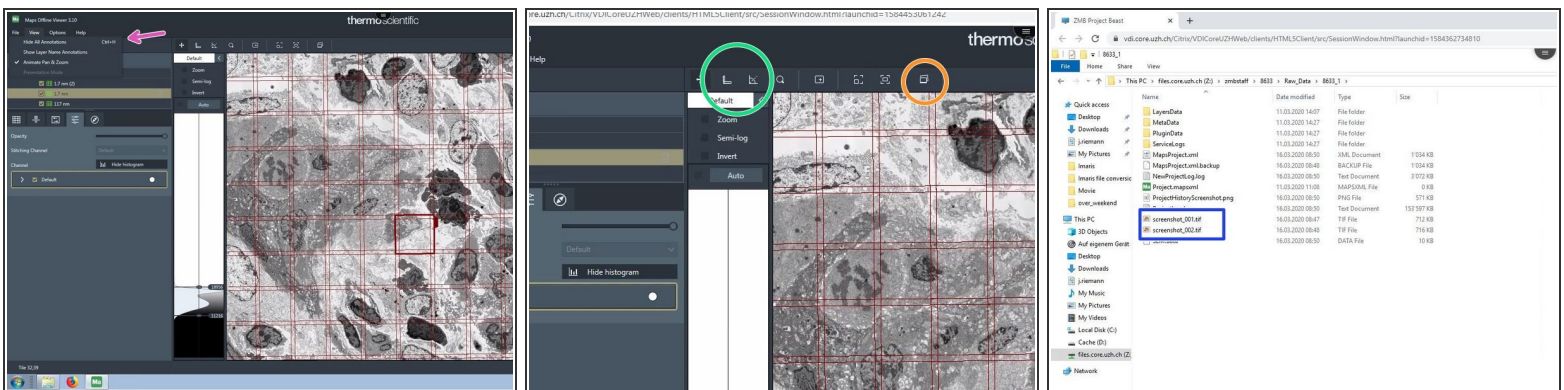 Me Maps Offline Viewer 3.10
thermoscientific
File View Options Help
Hide All Annotations Ctrl+H
Show Layer Name Annotations
Animate Pan & Zoom
Presentation Mode
1.7 nm (2)
1.7 nm
117 nm
Opacity
Stitching Channel Default
Channel Hide histogram
Default
Default
Zoom
Semi-log
Invert
Auto
Tile 32,39
re.uzh.ch/Citrix/VDICoreUZHWeb/clients/HTML5Client/src/SessionWindow.html?launchid=1584453061242
Help
Default
Zoom
Semi-log
Invert
Auto
Default
Hide histogram
ZMB Project Beast
vdi.core.uzh.ch/Citrix/VDICoreUZHWeb/clients/HTML5Client/src/SessionWindow.html?launchid=1584362734810
8633_1
File Home Share View
This PC > files.core.uzh.ch (Z:) > zmbstaff > 8633 > Raw_Data > 8633_1 >
Name Date modified Type Size
Quick access
Desktop
Downloads
j.riemann
My Pictures
Imaris
Imaris file conversic
Movie
over_weekend
This PC
3D Objects
Auf eigenem Gerät
Desktop
Downloads
j.riemann
My Music
My Pictures
My Videos
Local Disk (C:)
Cache (D:)
files.core.uzh.ch (Z:
Network
LayersData 11.03.2020 14:07 File folder
MetaData 11.03.2020 14:27 File folder
PluginData 11.03.2020 14:27 File folder
ServiceLogs 11.03.2020 14:27 File folder
MapsProject.xml 16.03.2020 08:50 XML Document 1'034 KB
MapsProject.xml.backup 16.03.2020 08:48 BACKUP File 1'034 KB
NewProjectLog.log 16.03.2020 08:50 Text Document 3'072 KB
Project.mapsxml 11.03.2020 11:08 MAPSXML File 0 KB
ProjectHistoryScreenshot.png 16.03.2020 08:50 PNG File 571 KB
16.03.2020 08:50 Text Document 153'597 KB
screenshot_001.tif 16.03.2020 08:47 TIF File 712 KB
screenshot_002.tif 16.03.2020 08:48 TIF File 716 KB
16.03.2020 08:50 DATA File 10 KB